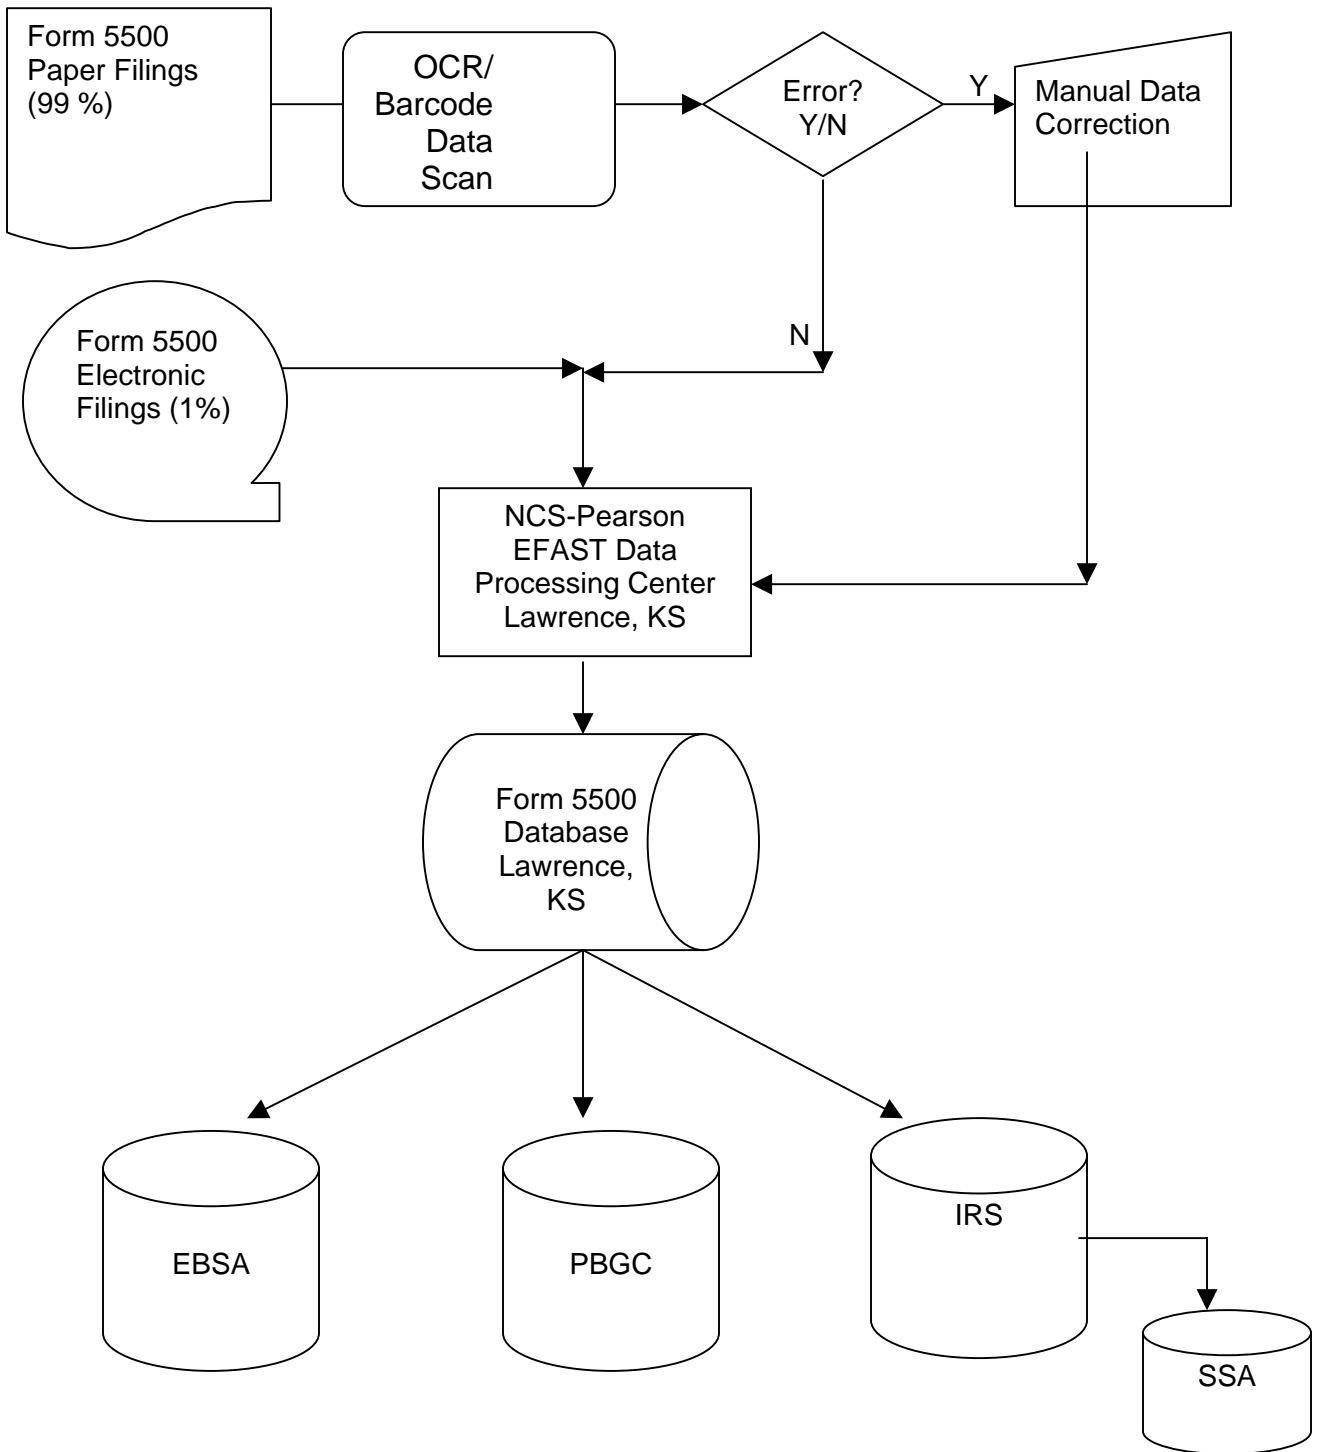 Form 5500
Paper Filings
(99 %)
OCR/
Barcode
Data
Scan
Error?
Y/N
Y
Manual Data
Correction
N
Form 5500
Electronic
Filings (1%)
NCS-Pearson
EFAST Data
Processing Center
Lawrence, KS
Form 5500
Database
Lawrence,
KS
EBSA
PBGC
IRS
SSA